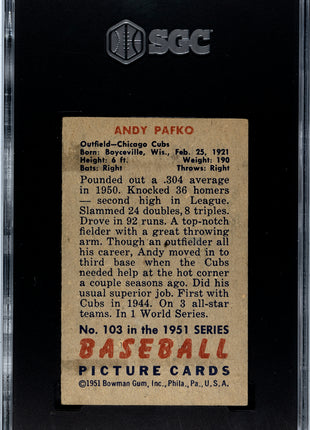 SGC
ANDY PAFKO
Outfield—Chicago Cubs
Born: Boyceville, Wis., Feb. 25, 1921
Height: 6 ft. Weight: 190
Bats: Right Throws: Right
Pounded out a .304 average
in 1950. Knocked 36 homers
— second high in League.
Slammed 24 doubles, 8 triples.
Drove in 92 runs. A top-notch
fielder with a great throwing
arm. Though an outfielder all
his career, Andy moved in to
third base when the Cubs
needed help at the hot corner
a couple seasons ago. Did his
usual superior job. First with
Cubs in 1944. On 3 all-
star teams. In 1 World Series.
No. 103 in the 1951 SERIES
BASEBALL
PICTURE CARDS
©1951 Bowman Gum, Inc., Phila., Pa., U.S.A.